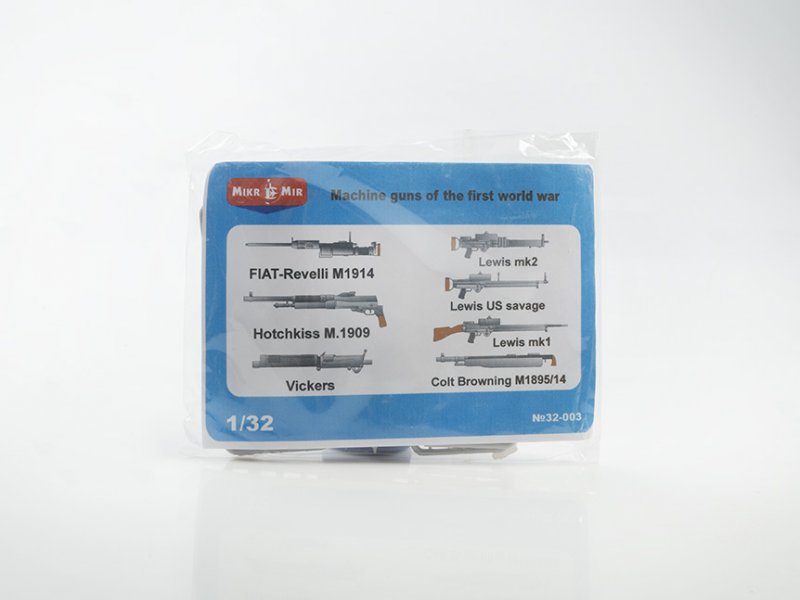 MIKR MIR
Machine guns of the first world war
FIAT-Revelli M1914
Hotchkiss M.1909
Vickers
Lewis mk2
Lewis US savage
Lewis mk1
Colt Browning M1895/14
1/32
№32-003